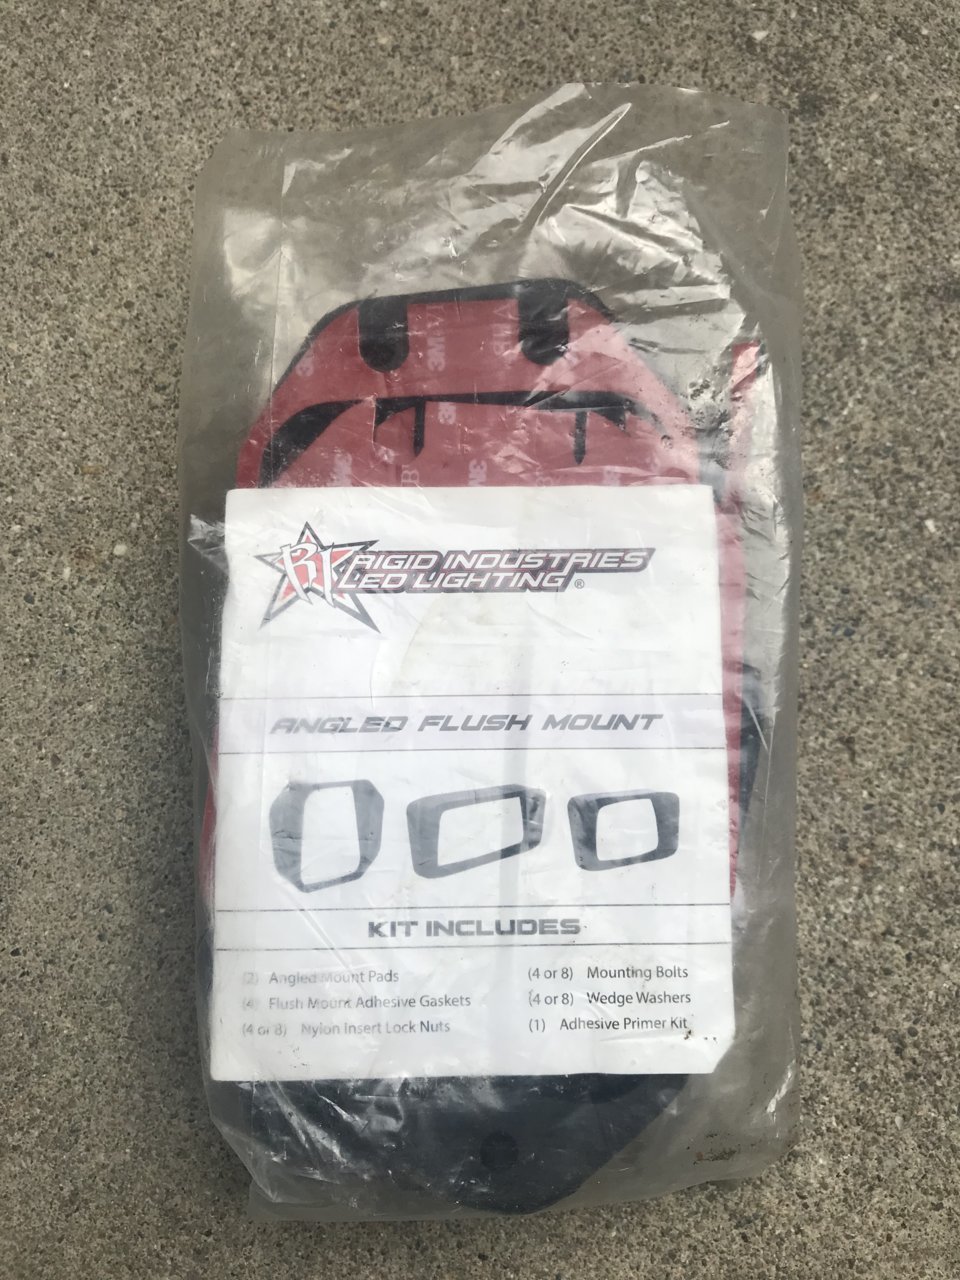 3M
3M
3M
RI RIGID INDUSTRIES
LED LIGHTING ®
ANGLED FLUSH MOUNT
KIT INCLUDES
(2) Angled Mount Pads
(4) Flush Mount Adhesive Gaskets
(4 or 8) Nylon Insert Lock Nuts
(4 or 8) Mounting Bolts
(4 or 8) Wedge Washers
(1) Adhesive Primer Kit